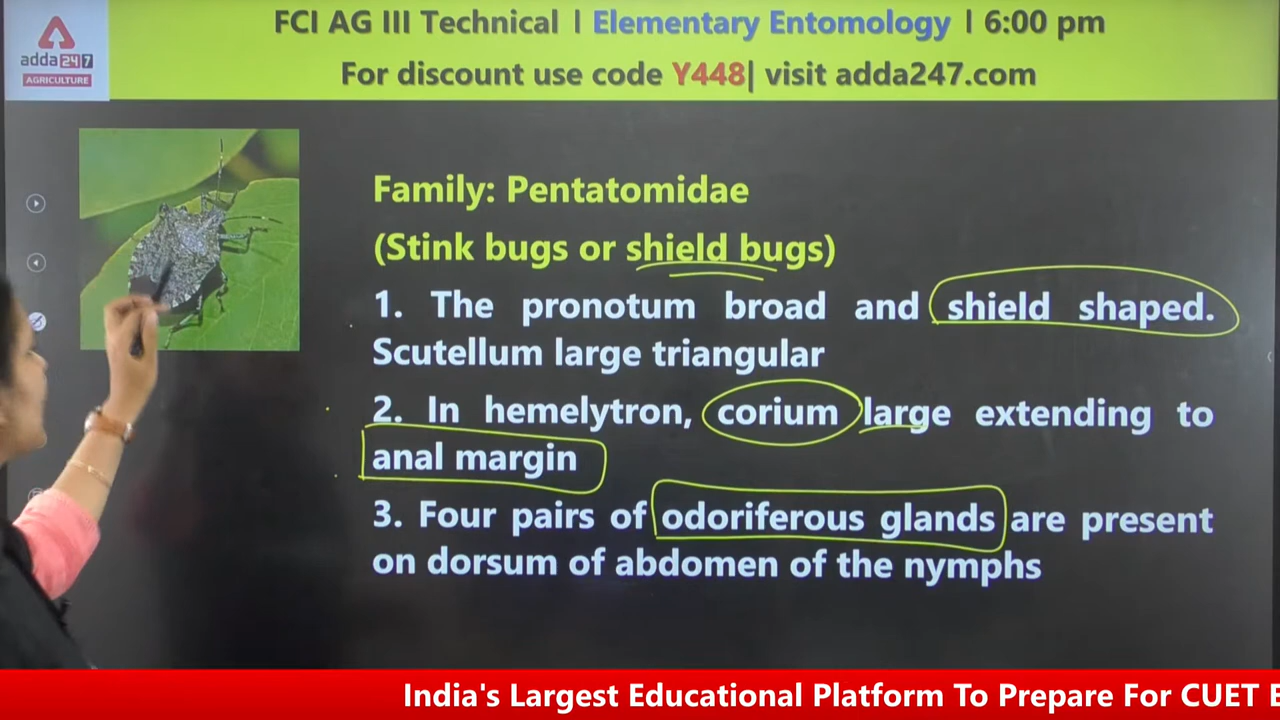 FCI AG III Technical I Elementary Entomology I 6:00 pm
For discount use code Y448| visit adda247.com
adda247
AGRICULTURE
Family: Pentatomidae
(Stink bugs or shield bugs)
1. The pronotum broad and shield shaped.
Scutellum large triangular
2. In hemelytron, corium large extending to
anal margin
3. Four pairs of odoriferous glands are present
on dorsum of abdomen of the nymphs
India's Largest Educational Platform To Prepare For CUET E